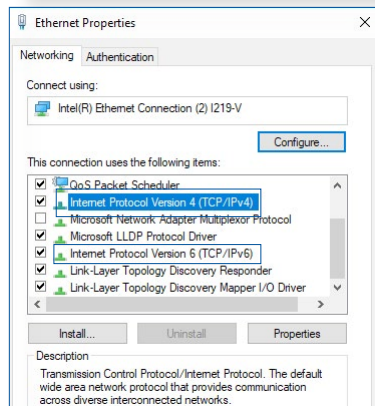 Ethernet Properties
Networking Authentication
Connect using:
Intel(R) Ethernet Connection (2) I219-V
Configure...
This connection uses the following items:
QoS Packet Scheduler
Internet Protocol Version 4 (TCP/IPv4)
Microsoft Network Adapter Multiplexor Protocol
Microsoft LLDP Protocol Driver
Internet Protocol Version 6 (TCP/IPv6)
Link-Layer Topology Discovery Responder
Link-Layer Topology Discovery Mapper I/O Driver
Install... Uninstall Properties
Description
Transmission Control Protocol/Internet Protocol. The default
wide area network protocol that provides communication
across diverse interconnected networks.